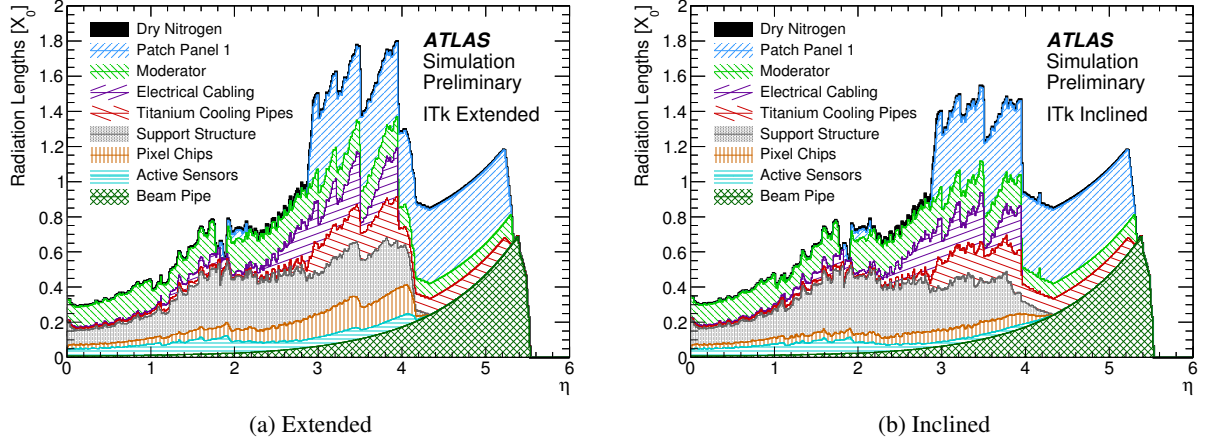 Radiation Lengths [X₀]
2
1.8
1.6
1.4
1.2
1
0.8
0.6
0.4
0.2
0
Dry Nitrogen
Patch Panel 1
Moderator
Electrical Cabling
Titanium Cooling Pipes
Support Structure
Pixel Chips
Active Sensors
Beam Pipe
ATLAS
Simulation
Preliminary
ITk Extended
0 1 2 3 4 5 6
η
(a) Extended
Radiation Lengths [X₀]
2
1.8
1.6
1.4
1.2
1
0.8
0.6
0.4
0.2
0
Dry Nitrogen
Patch Panel 1
Moderator
Electrical Cabling
Titanium Cooling Pipes
Support Structure
Pixel Chips
Active Sensors
Beam Pipe
ATLAS
Simulation
Preliminary
ITk Inclined
0 1 2 3 4 5 6
η
(b) Inclined